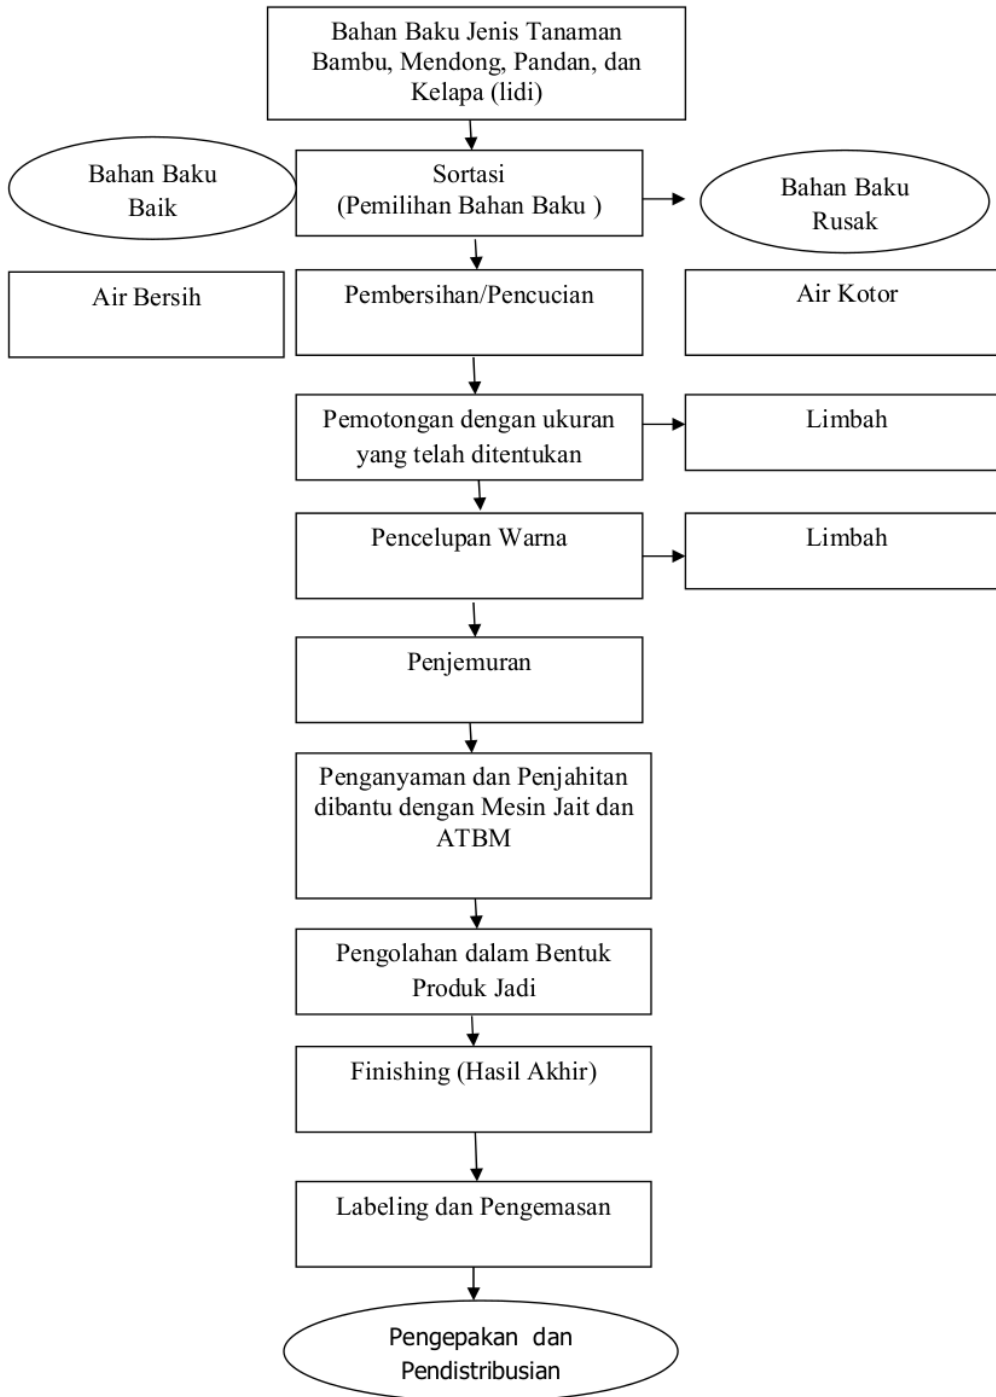 Bahan Baku Jenis Tanaman
Bambu, Mendong, Pandan, dan
Kelapa (lidi)
Bahan Baku
Baik
Sortasi
(Pemilihan Bahan Baku )
Bahan Baku
Rusak
Air Bersih
Pembersihan/Pencucian
Air Kotor
Pemotongan dengan ukuran
yang telah ditentukan
Limbah
Pencelupan Warna
Limbah
Penjemuran
Penganyaman dan Penjahitan
dibantu dengan Mesin Jait dan
ATBM
Pengolahan dalam Bentuk
Produk Jadi
Finishing (Hasil Akhir)
Labeling dan Pengemasan
Pengepakan dan
Pendistribusian